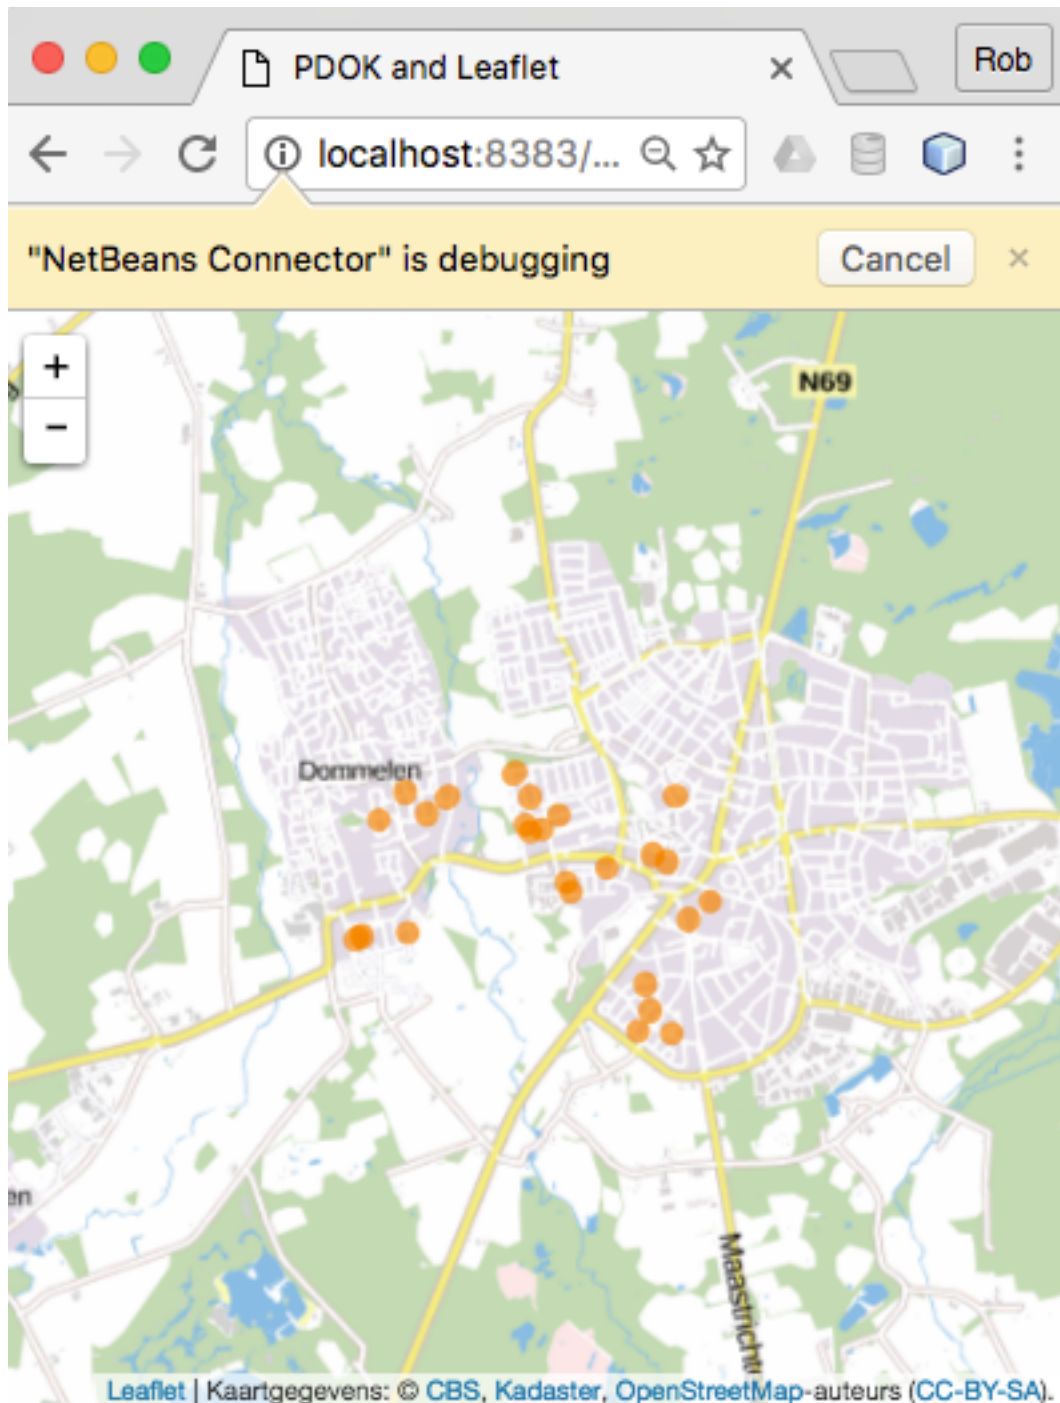 PDOK and Leaflet
Rob
localhost:8383/...
"NetBeans Connector" is debugging
Cancel
+
−
N69
Dommelen
en
Maastricht
Leaflet | Kaartgegevens: © CBS, Kadaster, OpenStreetMap-auteurs (CC-BY-SA).